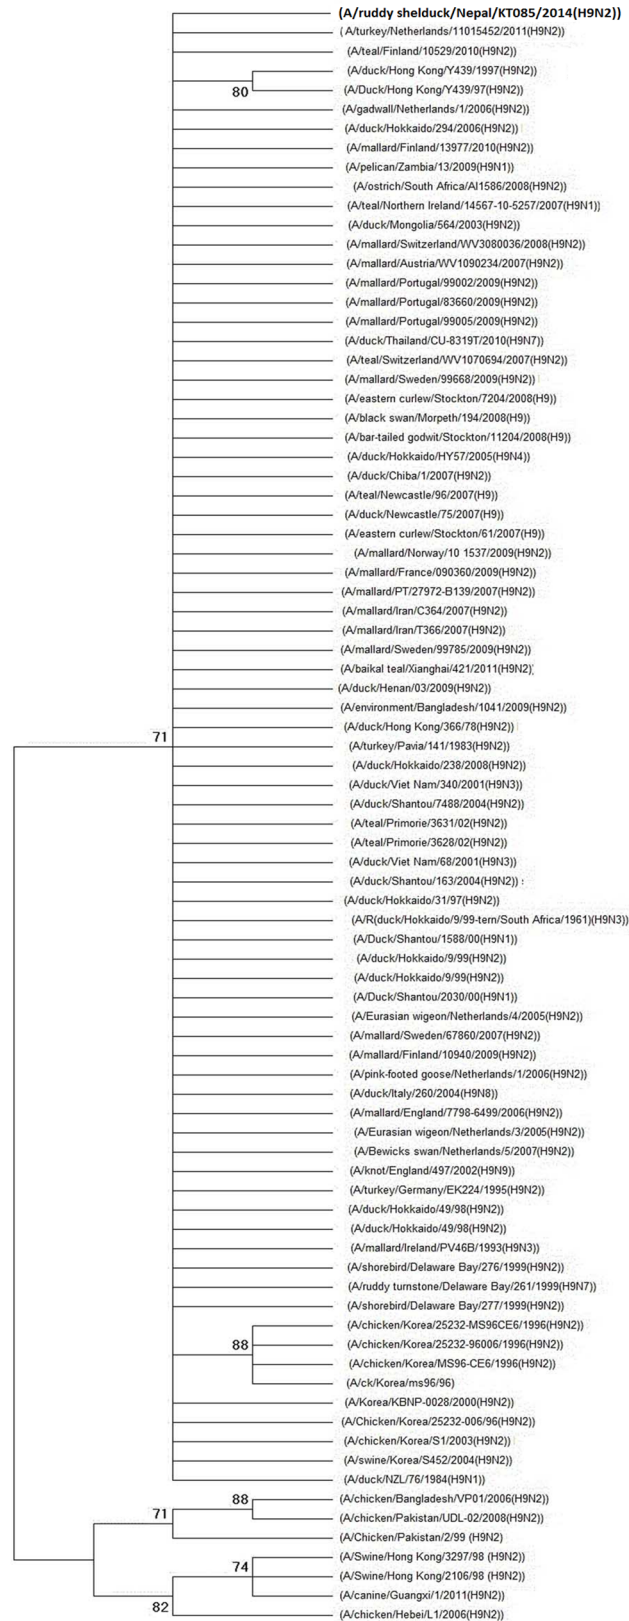 (A/ruddy shelduck/Nepal/KT085/2014(H9N2))
(A/turkey/Netherlands/11015452/2011(H9N2))
(A/teal/Finland/10529/2010(H9N2))
(A/duck/Hong Kong/Y439/1997(H9N2))
80
(A/Duck/Hong Kong/Y439/97(H9N2))
(A/gadwall/Netherlands/1/2006(H9N2))
(A/duck/Hokkaido/294/2006(H9N2))
(A/mallard/Finland/13977/2010(H9N2))
(A/pelican/Zambia/13/2009(H9N1))
(A/ostrich/South Africa/AI1586/2008(H9N2))
(A/teal/Northern Ireland/14567-10-5257/2007(H9N1))
(A/duck/Mongolia/564/2003(H9N2))
(A/mallard/Switzerland/WV3080036/2008(H9N2))
(A/mallard/Austria/WV1090234/2007(H9N2))
(A/mallard/Portugal/99002/2009(H9N2))
(A/mallard/Portugal/83660/2009(H9N2))
(A/mallard/Portugal/99005/2009(H9N2))
(A/duck/Thailand/CU-8319T/2010(H9N7))
(A/teal/Switzerland/WV1070694/2007(H9N2))
(A/mallard/Sweden/99668/2009(H9N2))
(A/eastern curlew/Stockton/7204/2008(H9))
(A/black swan/Morpeth/194/2008(H9))
(A/bar-tailed godwit/Stockton/11204/2008(H9))
(A/duck/Hokkaido/HY57/2005(H9N4))
(A/duck/Chiba/1/2007(H9N2))
(A/teal/Newcastle/96/2007(H9))
(A/duck/Newcastle/75/2007(H9))
(A/eastern curlew/Stockton/61/2007(H9))
(A/mallard/Norway/10 1537/2009(H9N2))
(A/mallard/France/090360/2009(H9N2))
(A/mallard/PT/27972-B139/2007(H9N2))
(A/mallard/Iran/C364/2007(H9N2))
(A/mallard/Iran/T366/2007(H9N2))
(A/mallard/Sweden/99785/2009(H9N2))
(A/baikal teal/Xianghai/421/2011(H9N2)
(A/duck/Henan/03/2009(H9N2))
(A/environment/Bangladesh/1041/2009(H9N2))
(A/duck/Hong Kong/366/78(H9N2))
71
(A/turkey/Pavia/141/1983(H9N2))
(A/duck/Hokkaido/238/2008(H9N2))
(A/duck/Viet Nam/340/2001(H9N3))
(A/duck/Shantou/7488/2004(H9N2))
(A/teal/Primorie/3631/02(H9N2))
(A/teal/Primorie/3628/02(H9N2))
(A/duck/Viet Nam/68/2001(H9N3))
(A/duck/Shantou/163/2004(H9N2)) :
(A/duck/Hokkaido/31/97(H9N2))
(A/R(duck/Hokkaido/9/99-tern/South Africa/1961)(H9N3))
(A/Duck/Shantou/1588/00(H9N1))
(A/duck/Hokkaido/9/99(H9N2))
(A/duck/Hokkaido/9/99(H9N2))
(A/Duck/Shantou/2030/00(H9N1))
(A/Eurasian wigeon/Netherlands/4/2005(H9N2))
(A/mallard/Sweden/67860/2007(H9N2))
(A/mallard/Finland/10940/2009(H9N2))
(A/pink-footed goose/Netherlands/1/2006(H9N2))
(A/duck/Italy/260/2004(H9N8))
(A/mallard/England/7798-6499/2006(H9N2))
(A/Eurasian wigeon/Netherlands/3/2005(H9N2))
(A/Bewicks swan/Netherlands/5/2007(H9N2))
(A/knot/England/497/2002(H9N9))
(A/turkey/Germany/EK224/1995(H9N2))
(A/duck/Hokkaido/49/98(H9N2))
(A/duck/Hokkaido/49/98(H9N2))
(A/mallard/Ireland/PV46B/1993(H9N3))
(A/shorebird/Delaware Bay/276/1999(H9N2))
(A/ruddy turnstone/Delaware Bay/261/1999(H9N7))
(A/shorebird/Delaware Bay/277/1999(H9N2))
(A/chicken/Korea/25232-MS96CE6/1996(H9N2))
88
(A/chicken/Korea/25232-96006/1996(H9N2))
(A/chicken/Korea/MS96-CE6/1996(H9N2))
(A/ck/Korea/ms96/96)
(A/Korea/KBNP-0028/2000(H9N2))
(A/Chicken/Korea/25232-006/96(H9N2))
(A/chicken/Korea/S1/2003(H9N2))
(A/swine/Korea/S452/2004(H9N2))
(A/duck/NZL/76/1984(H9N1))
88
(A/chicken/Bangladesh/VP01/2006(H9N2))
71
(A/chicken/Pakistan/UDL-02/2008(H9N2))
(A/Chicken/Pakistan/2/99 (H9N2)
(A/Swine/Hong Kong/3297/98 (H9N2))
74
(A/Swine/Hong Kong/2106/98 (H9N2))
(A/canine/Guangxi/1/2011(H9N2))
82
(A/chicken/Hebei/L1/2006(H9N2))